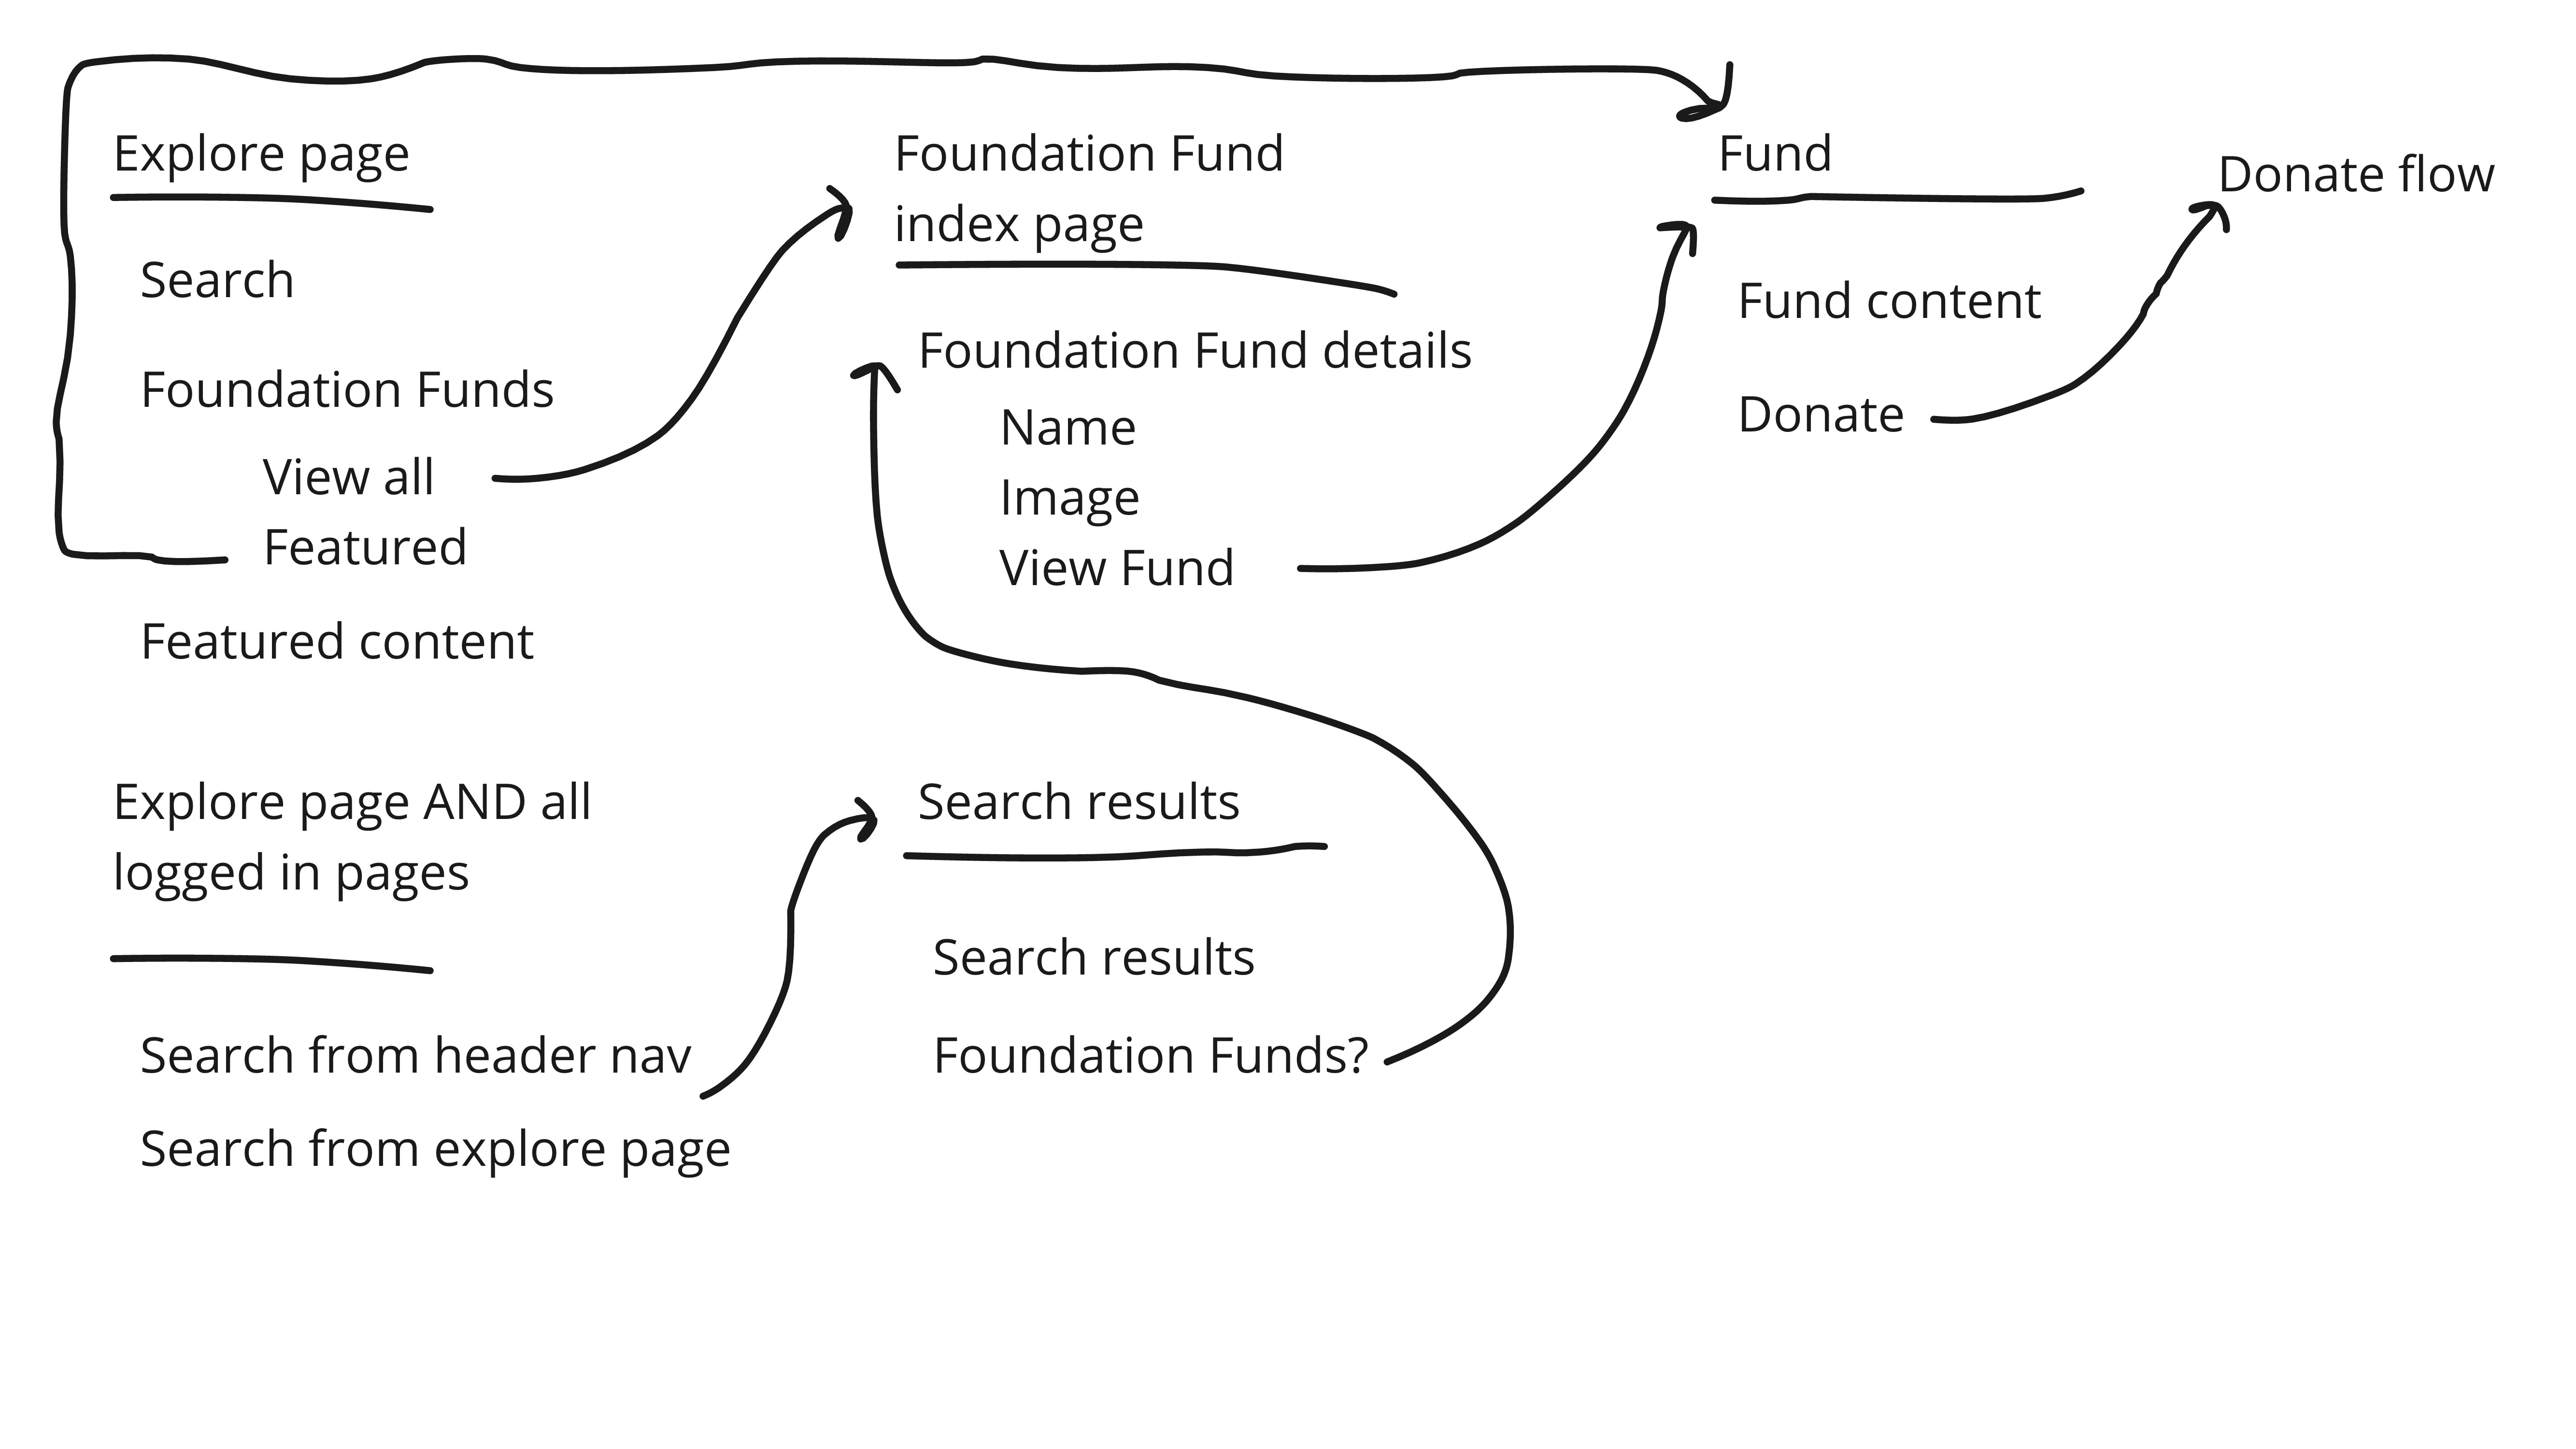 Explore page
Search
Foundation Funds
View all
Featured
Featured content
Foundation Fund
index page
Foundation Fund details
Name
Image
View Fund
Fund
Fund content
Donate
Donate flow
Explore page AND all
logged in pages
Search from header nav
Search from explore page
Search results
Search results
Foundation Funds?